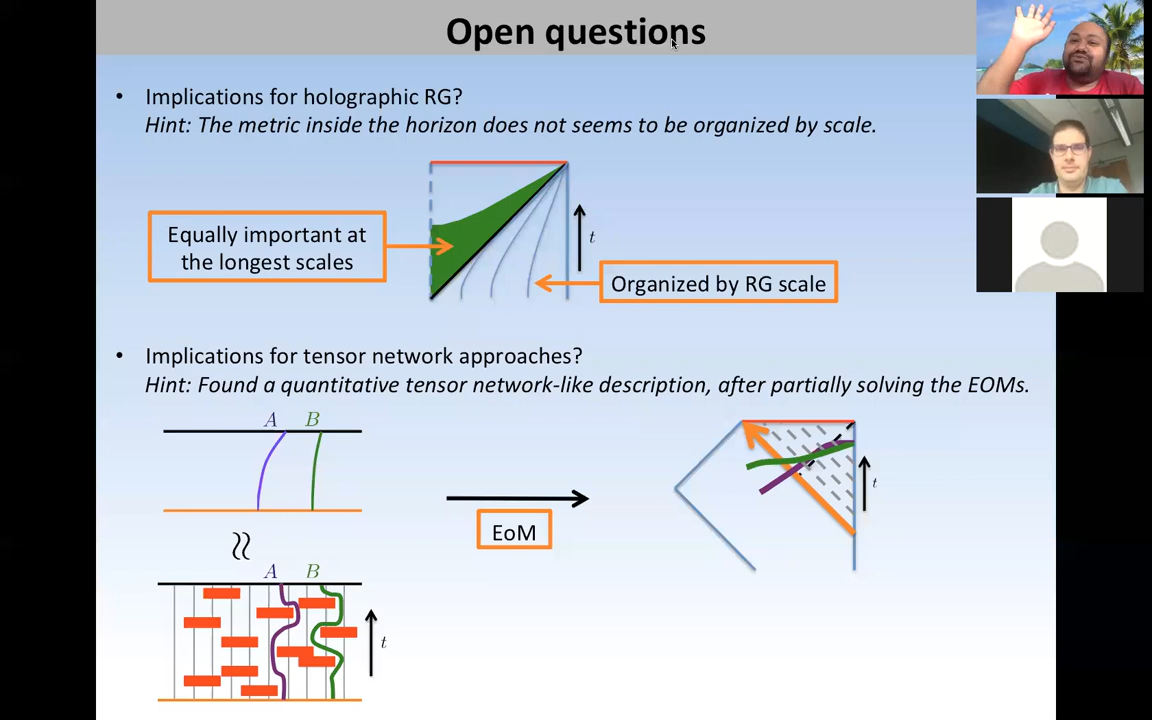 Open questions
• Implications for holographic RG?
Hint: The metric inside the horizon does not seems to be organized by scale.
Equally important at
the longest scales
t
Organized by RG scale
• Implications for tensor network approaches?
Hint: Found a quantitative tensor network-like description, after partially solving the EOMs.
A B
EoM
t
≈
A B
t